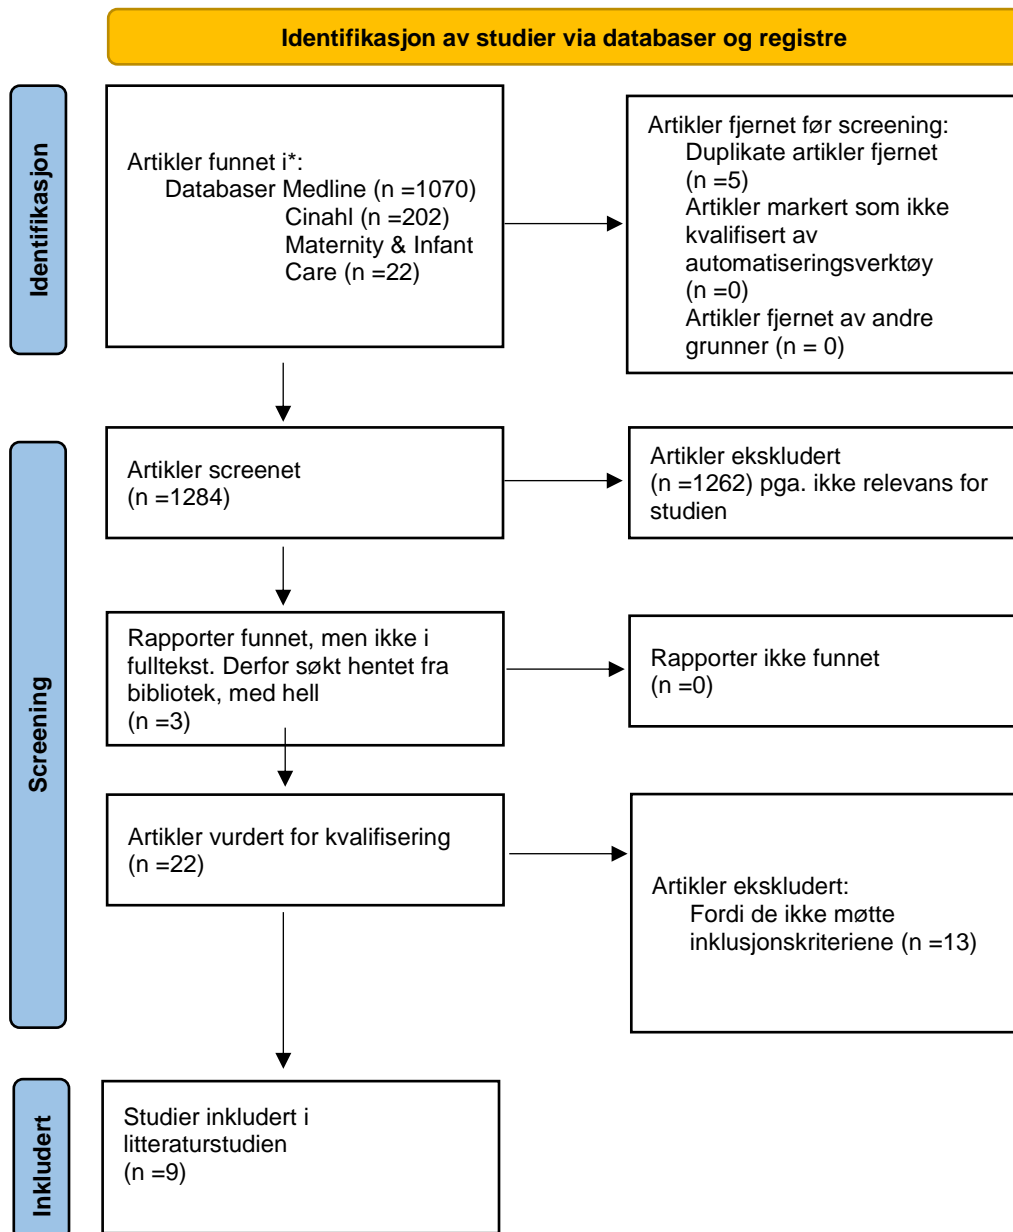 Identifikasjon av studier via databaser og registre
Identifikasjon
Artikler funnet i*:
Databaser Medline (n =1070)
Cinahl (n =202)
Maternity & Infant
Care (n =22)
Artikler fjernet før screening:
Duplikate artikler fjernet
(n =5)
Artikler markert som ikke
kvalifisert av
automatiseringsverktøy
(n =0)
Artikler fjernet av andre
grunner (n = 0)
Screening
Artikler screenet
(n =1284)
Artikler ekskludert
(n =1262) pga. ikke relevans for
studien
Rapporter funnet, men ikke i
fulltekst. Derfor søkt hentet fra
bibliotek, med hell
(n =3)
Rapporter ikke funnet
(n =0)
Artikler vurdert for kvalifisering
(n =22)
Artikler ekskludert:
Fordi de ikke møtte
inklusjonskriteriene (n =13)
Inkludert
Studier inkludert i
litteraturstudien
(n =9)